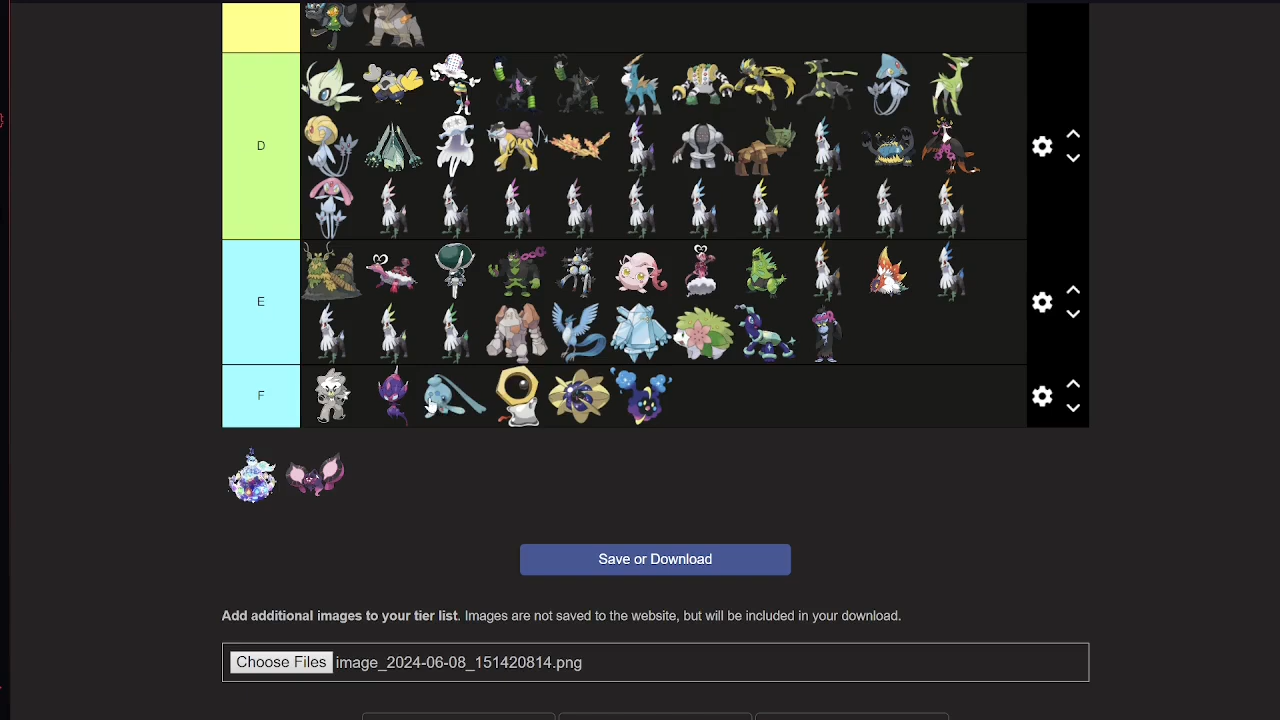 D
E
F
Save or Download
Add additional images to your tier list. Images are not saved to the website, but will be included in your download.
Choose Files image_2024-06-08_151420814.png